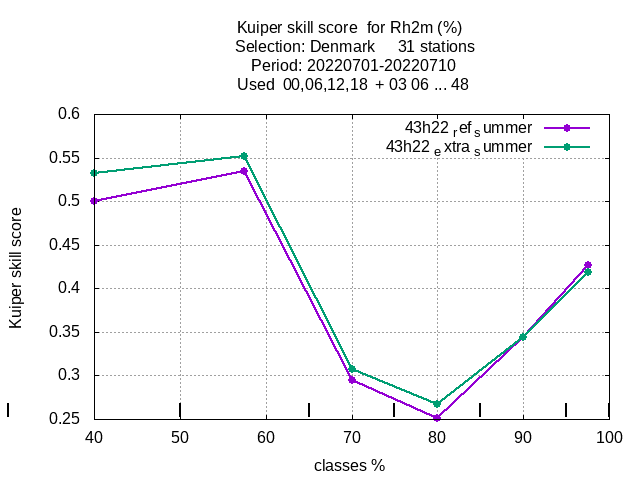 Kuiper skill score for Rh2m (%)
Selection: Denmark 31 stations
Period: 20220701-20220710
Used 00,06,12,18 + 03 06 ... 48
43h22 ref summer
43h22 extra summer
0.6
0.55
0.5
0.45
0.4
0.35
0.3
0.25
Kuiper skill score
40 50 60 70 80 90 100
classes %